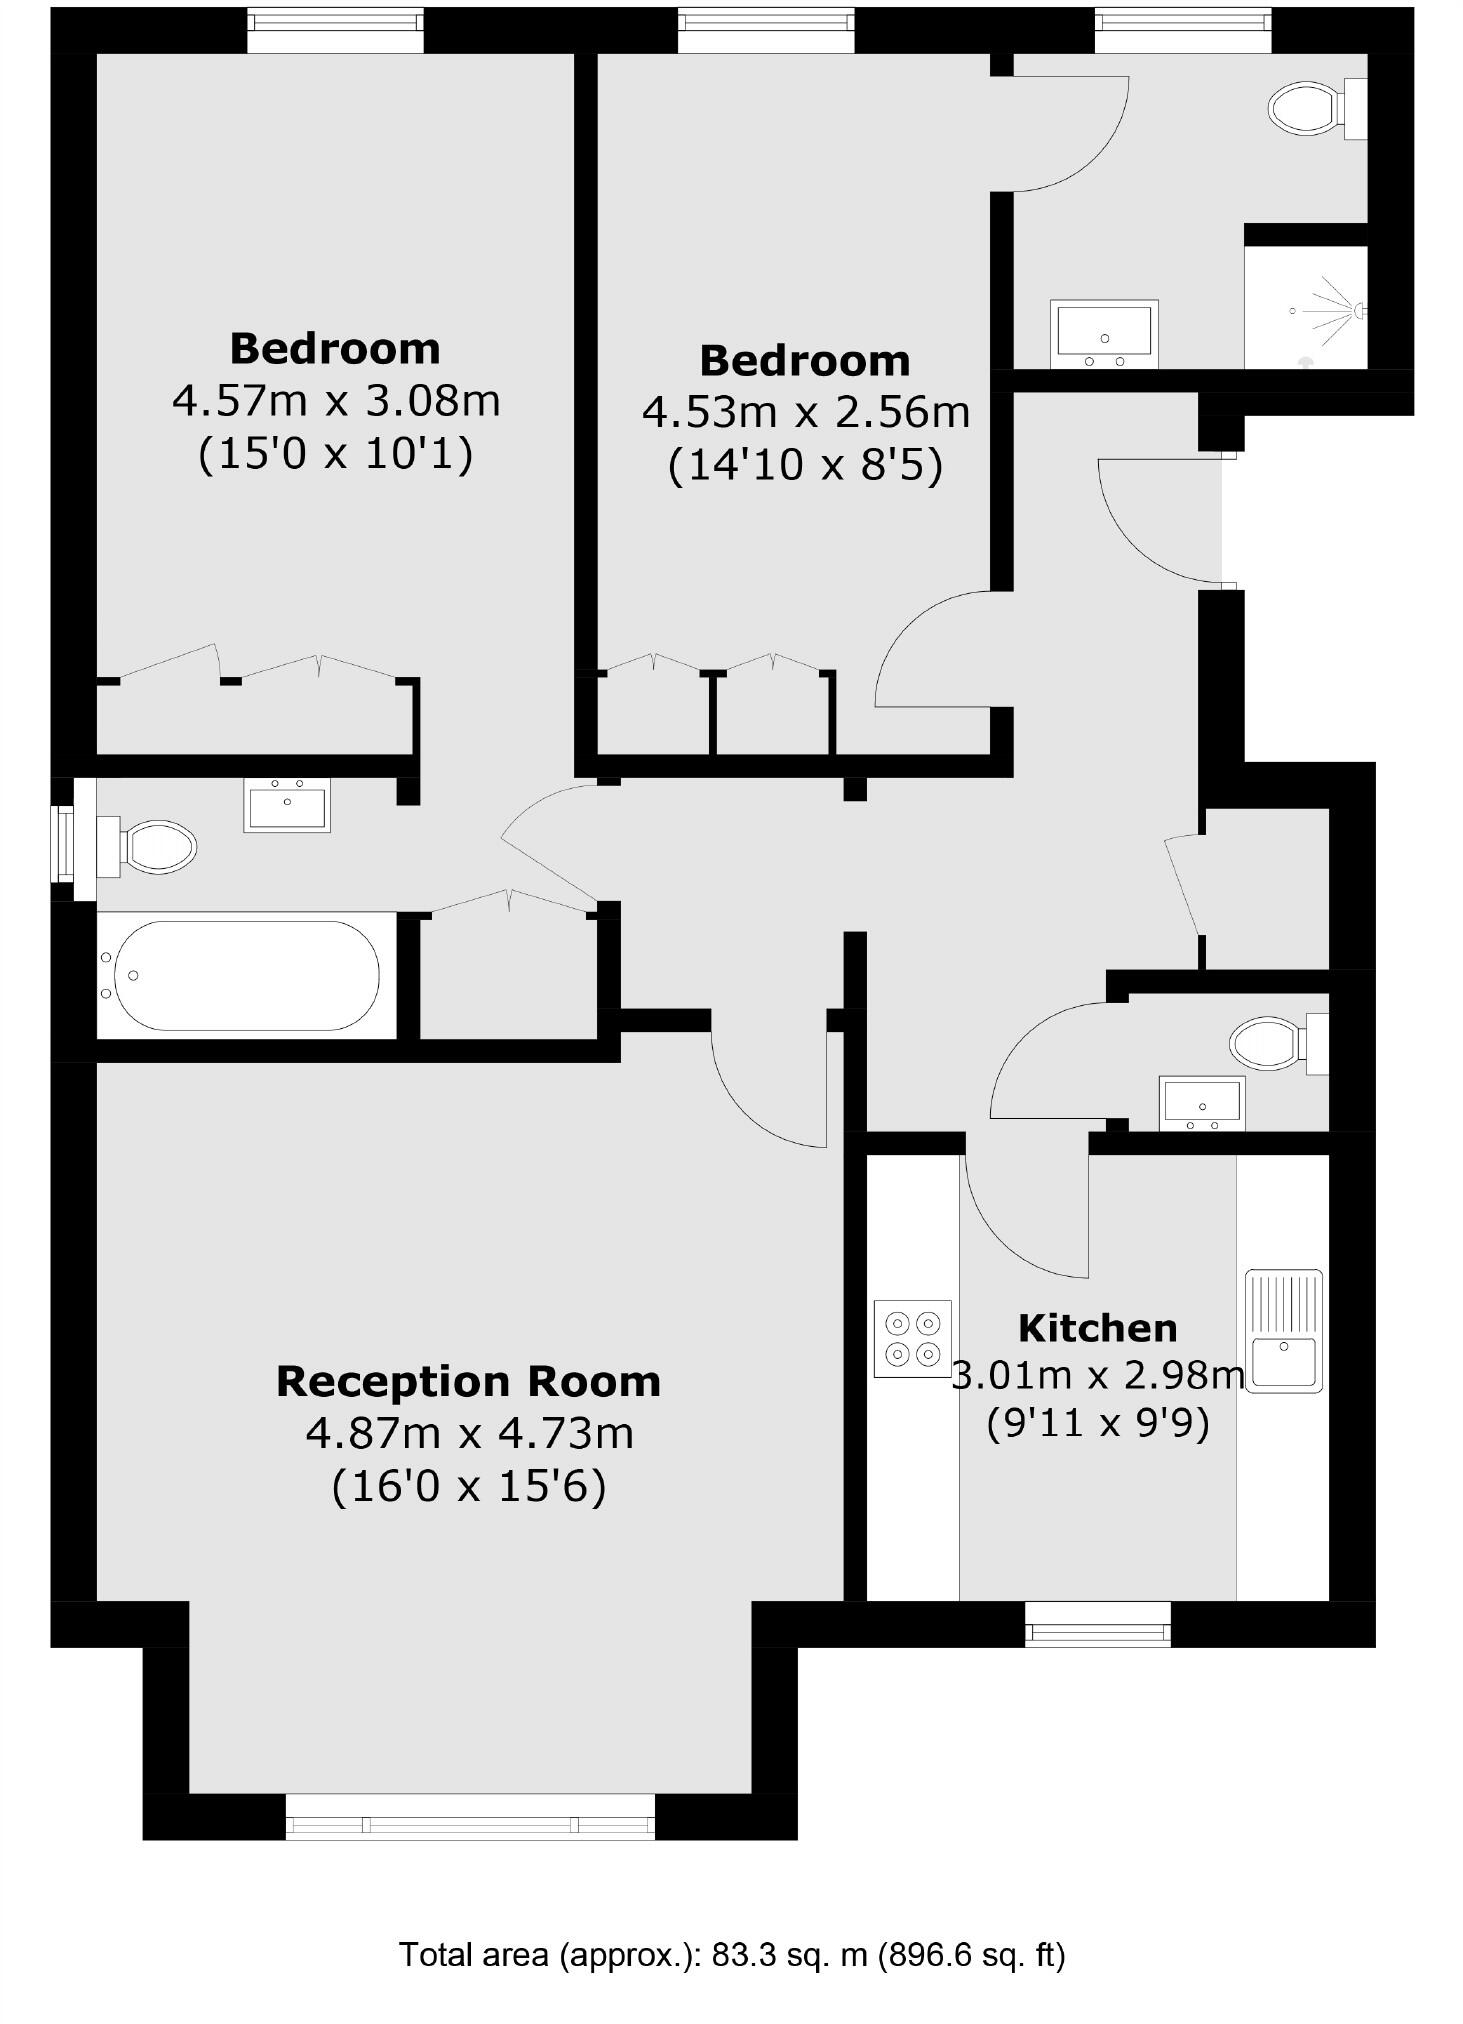 Bedroom
4.57m x 3.08m
(15'0 x 10'1)
Bedroom
4.53m x 2.56m
(14'10 x 8'5)
Kitchen
3.01m x 2.98m
(9'11 x 9'9)
Reception Room
4.87m x 4.73m
(16'0 x 15'6)
Total area (approx.): 83.3 sq. m (896.6 sq. ft)